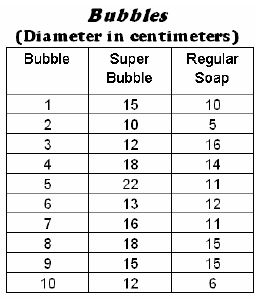 Bubbles
(Diameter in centimeters)
Bubble Super Bubble Regular Soap
1 15 10
2 10 5
3 12 16
4 18 14
5 22 11
6 13 12
7 16 11
8 18 15
9 15 15
10 12 6